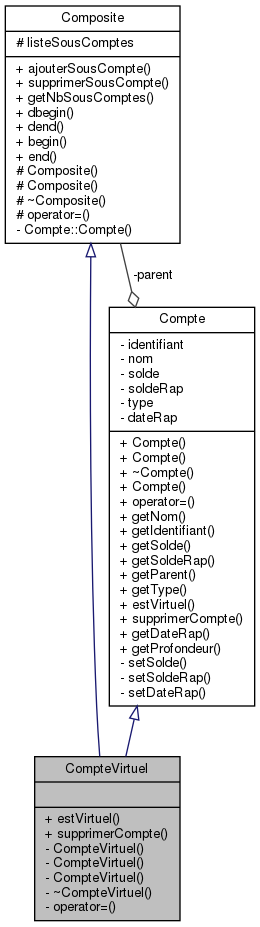 Composite
# listeSousComptes
+ ajouterSousCompte()
+ supprimerSousCompte()
+ getNbSousComptes()
+ dbegin()
+ dend()
+ begin()
+ end()
# Composite()
# Composite()
# ~Composite()
# operator=()
- Compte::Compte()
-parent
Compte
- identifiant
- nom
- solde
- soldeRap
- type
- dateRap
+ Compte()
+ Compte()
+ ~Compte()
+ Compte()
+ operator=()
+ getNom()
+ getIdentifiant()
+ getSolde()
+ getSoldeRap()
+ getParent()
+ getType()
+ estVirtuel()
+ supprimerCompte()
+ getDateRap()
+ getProfondeur()
- setSolde()
- setSoldeRap()
- setDateRap()
CompteVirtuel
+ estVirtuel()
+ supprimerCompte()
- CompteVirtuel()
- CompteVirtuel()
- CompteVirtuel()
- ~CompteVirtuel()
- operator=()